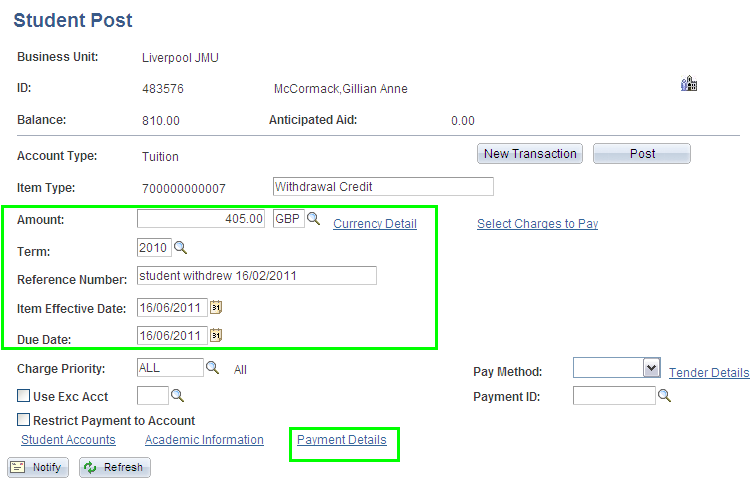 Student Post
Business Unit: Liverpool JMU
ID: 483576 McCormack,Gillian Anne
Balance: 810.00 Anticipated Aid: 0.00
Account Type: Tuition New Transaction Post
Item Type: 700000000007 Withdrawal Credit
Amount: 405.00 GBP Currency Detail Select Charges to Pay
Term: 2010
Reference Number: student withdrew 16/02/2011
Item Effective Date: 16/06/2011 31
Due Date: 16/06/2011 31
Charge Priority: ALL All Pay Method: Tender Details
Use Exc Acct Payment ID:
Restrict Payment to Account
Student Accounts Academic Information Payment Details
Notify Refresh